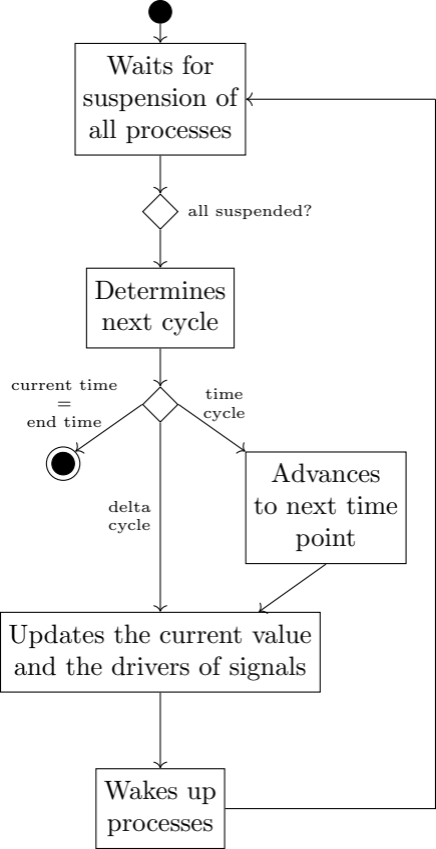 Waits for
suspension of
all processes
all suspended?
Determines
next cycle
current time
=
end time
time
cycle
Advances
to next time
point
delta
cycle
Updates the current value
and the drivers of signals
Wakes up
processes